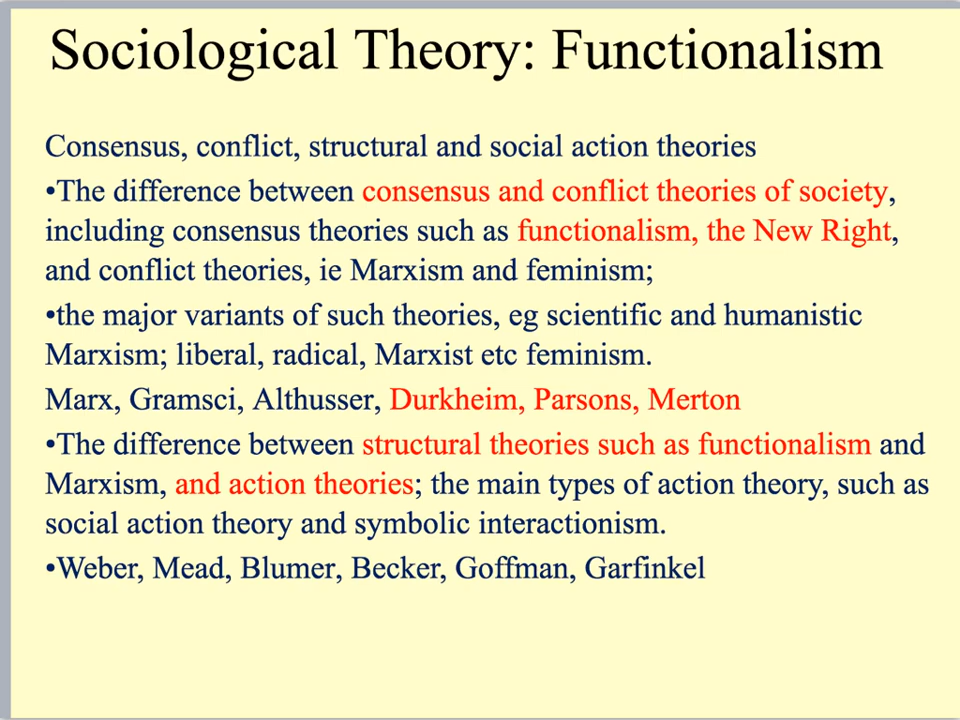 Sociological Theory: Functionalism
Consensus, conflict, structural and social action theories
•The difference between consensus and conflict theories of society,
including consensus theories such as functionalism, the New Right,
and conflict theories, ie Marxism and feminism;
•the major variants of such theories, eg scientific and humanistic
Marxism; liberal, radical, Marxist etc feminism.
Marx, Gramsci, Althusser, Durkheim, Parsons, Merton
•The difference between structural theories such as functionalism and
Marxism, and action theories; the main types of action theory, such as
social action theory and symbolic interactionism.
•Weber, Mead, Blumer, Becker, Goffman, Garfinkel